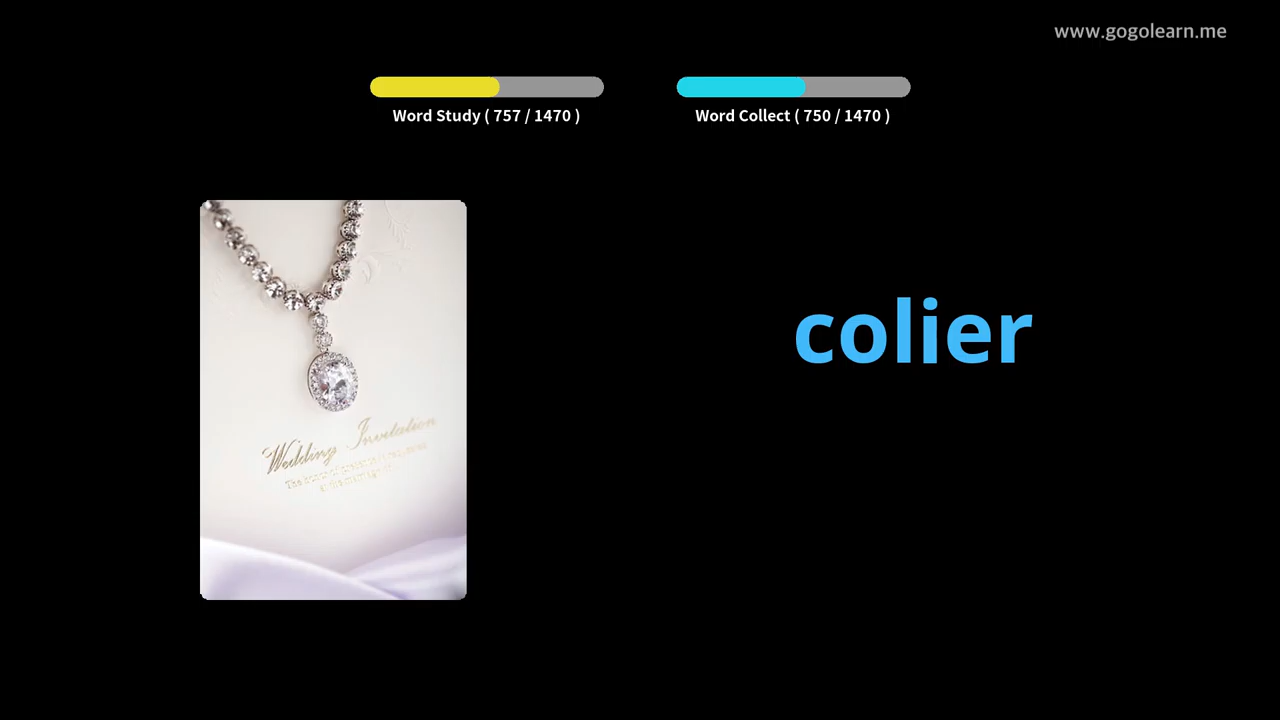 www.gogolearn.me
Word Study ( 757 / 1470 )
Word Collect ( 750 / 1470 )
colier
Wedding Invitation